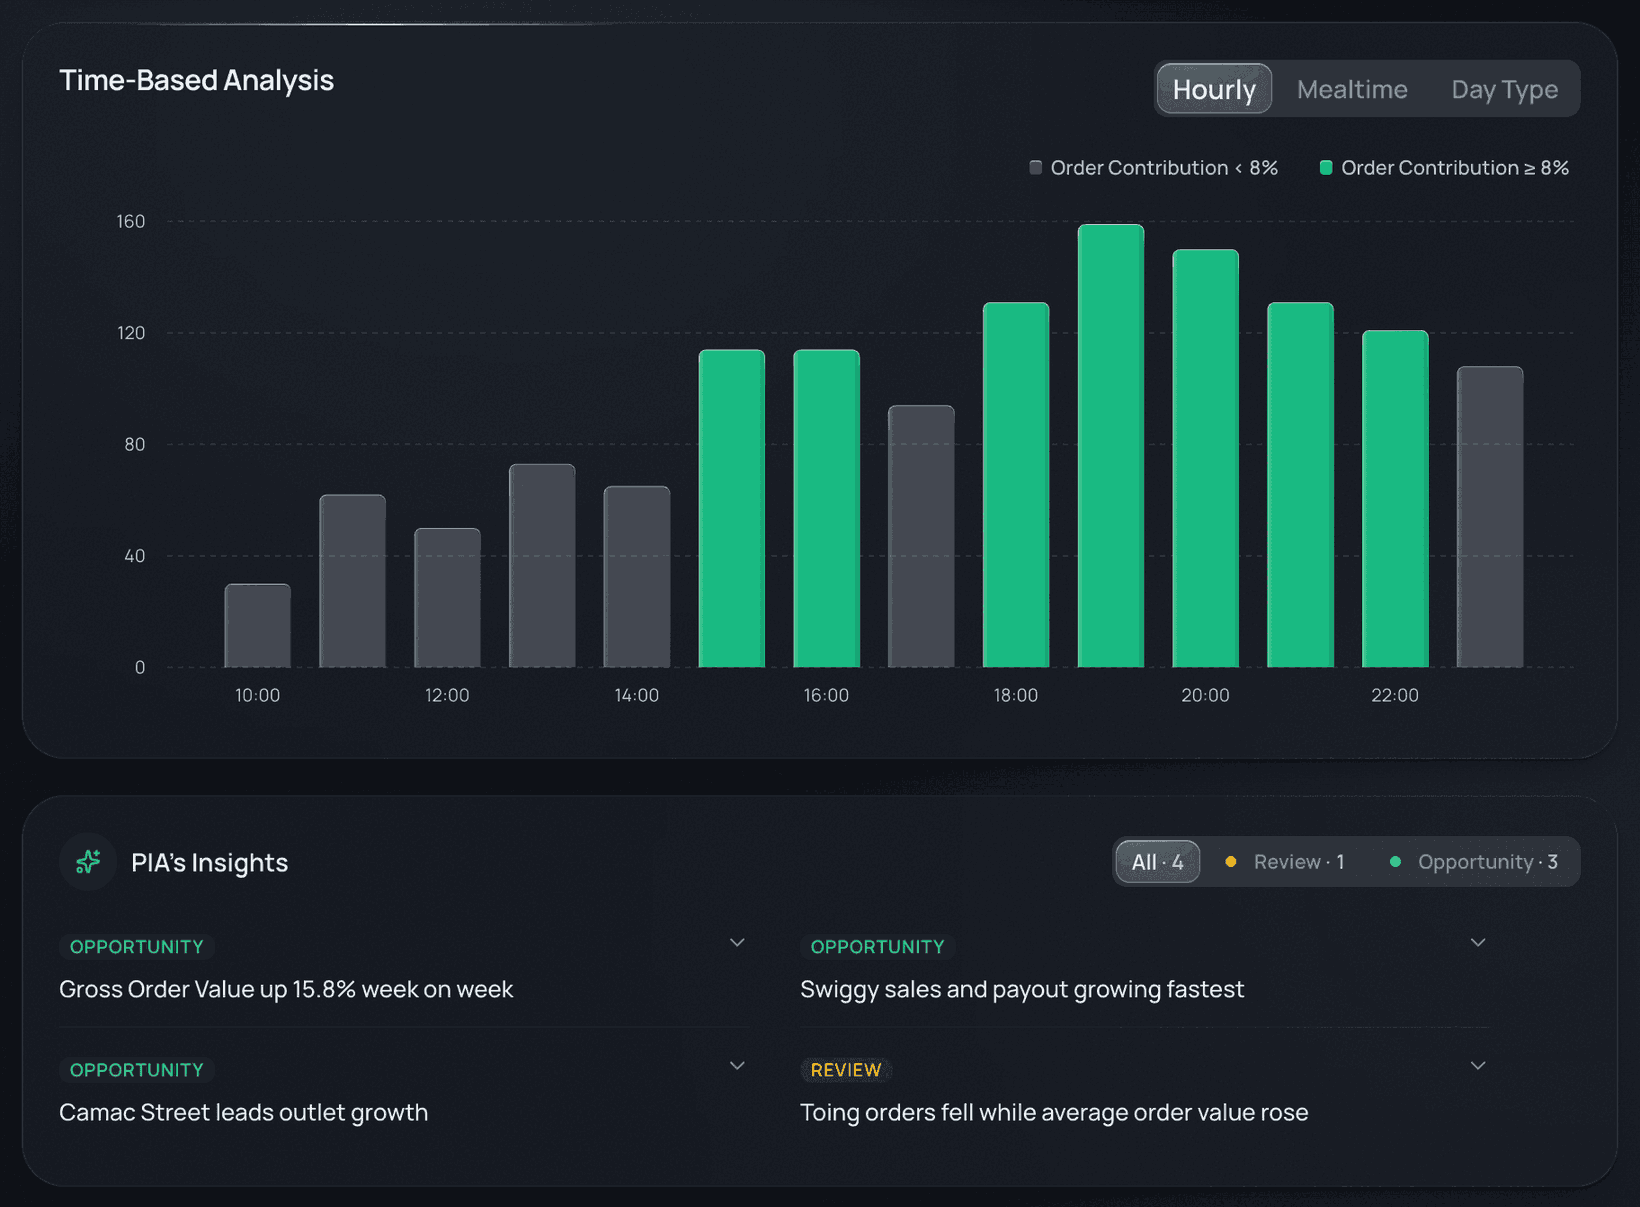 Time-Based Analysis
Hourly Mealtime Day Type
Order Contribution < 8% Order Contribution ≥ 8%
160
120
80
40
0
10:00 12:00 14:00 16:00 18:00 20:00 22:00
PIA's Insights
All · 4 Review · 1 Opportunity · 3
OPPORTUNITY
Gross Order Value up 15.8% week on week
OPPORTUNITY
Swiggy sales and payout growing fastest
OPPORTUNITY
Camac Street leads outlet growth
REVIEW
Toing orders fell while average order value rose